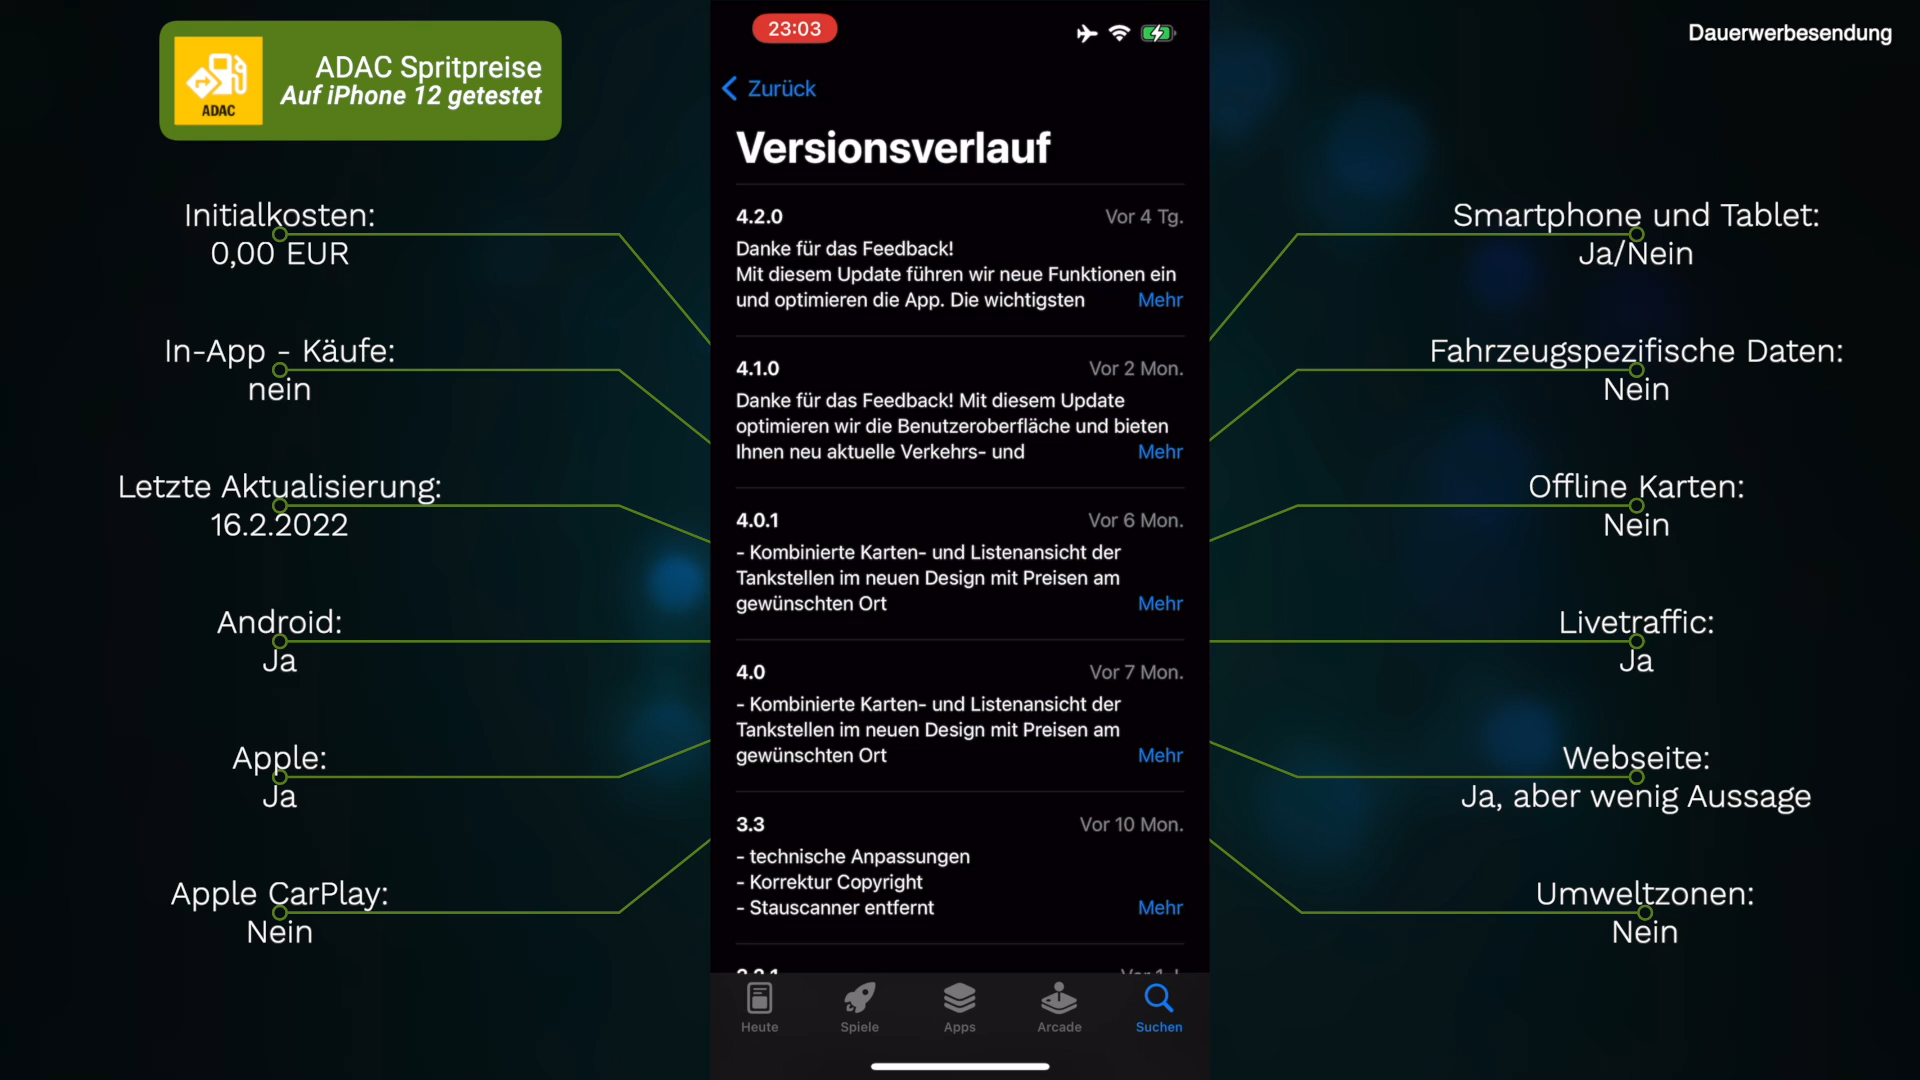 ADAC
ADAC Spritpreise
Auf iPhone 12 getestet
Dauerwerbesendung
Initialkosten:
0,00 EUR
In-App - Käufe:
nein
Letzte Aktualisierung:
16.2.2022
Android:
Ja
Apple:
Ja
Apple CarPlay:
Nein
23:03
Zurück
Versionsverlauf
4.2.0 Vor 4 Tg.
Danke für das Feedback!
Mit diesem Update führen wir neue Funktionen ein
und optimieren die App. Die wichtigsten Mehr
4.1.0 Vor 2 Mon.
Danke für das Feedback! Mit diesem Update
optimieren wir die Benutzeroberfläche und bieten
Ihnen neu aktuelle Verkehrs- und Mehr
4.0.1 Vor 6 Mon.
- Kombinierte Karten- und Listenansicht der
Tankstellen im neuen Design mit Preisen am
gewünschten Ort Mehr
4.0 Vor 7 Mon.
- Kombinierte Karten- und Listenansicht der
Tankstellen im neuen Design mit Preisen am
gewünschten Ort Mehr
3.3 Vor 10 Mon.
- technische Anpassungen
- Korrektur Copyright
- Stauscanner entfernt Mehr
Heute Spiele Apps Arcade Suchen
Smartphone und Tablet:
Ja/Nein
Fahrzeugspezifische Daten:
Nein
Offline Karten:
Nein
Livetraffic:
Ja
Webseite:
Ja, aber wenig Aussage
Umweltzonen:
Nein